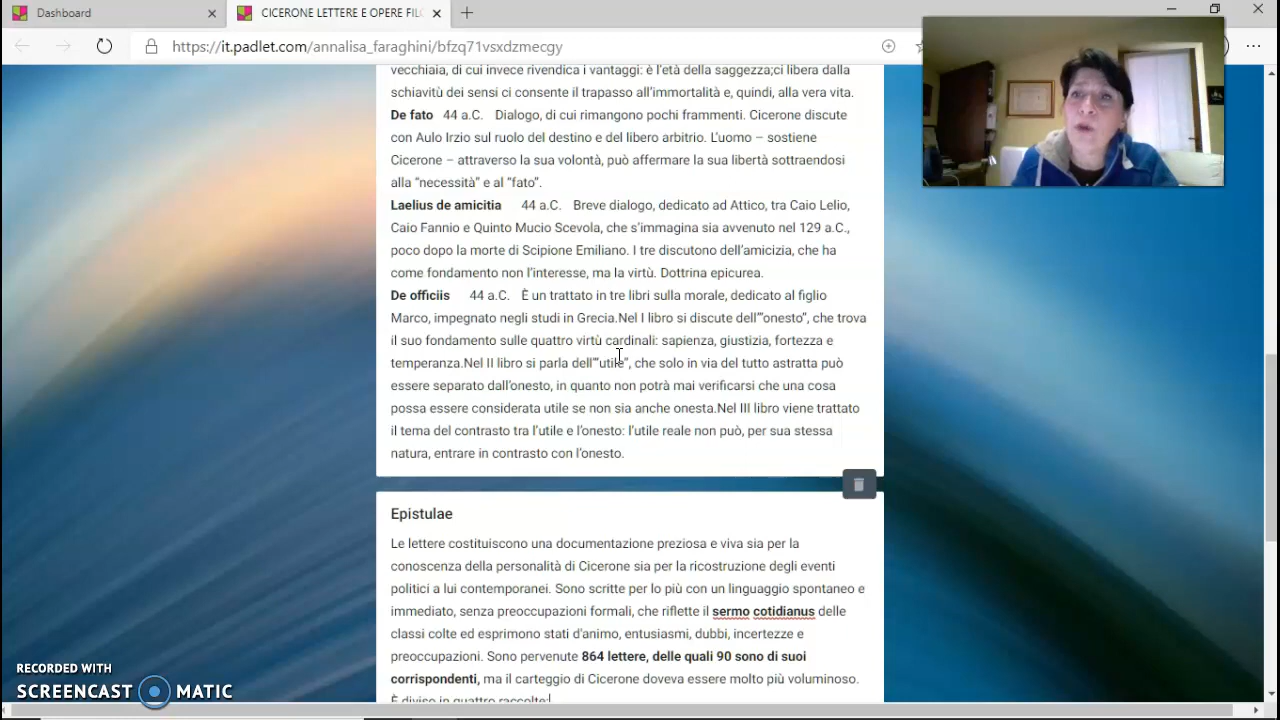 Dashboard
CICERONE LETTERE E OPERE FILO
https://it.padlet.com/annalisa_faraghini/bfzq71vsxdzmecgy
vecchiaia, di cui invece rivendica i vantaggi: è l'età della saggezza;ci libera dalla
schiavitù dei sensi ci consente il trapasso all'immortalità e, quindi, alla vera vita.
De fato 44 a.C. Dialogo, di cui rimangono pochi frammenti. Cicerone discute
con Aulo Irzio sul ruolo del destino e del libero arbitrio. L'uomo – sostiene
Cicerone – attraverso la sua volontà, può affermare la sua libertà sottraendosi
alla “necessità” e al “fato”.
Laelius de amicitia 44 a.C. Breve dialogo, dedicato ad Attico, tra Caio Lelio,
Caio Fannio e Quinto Mucio Scevola, che s'immagina sia avvenuto nel 129 a.C.,
poco dopo la morte di Scipione Emiliano. I tre discutono dell'amicizia, che ha
come fondamento non l'interesse, ma la virtù. Dottrina epicurea.
De officiis 44 a.C. È un trattato in tre libri sulla morale, dedicato al figlio
Marco, impegnato negli studi in Grecia.Nel I libro si discute dell'“onesto”, che trova
il suo fondamento sulle quattro virtù cardinali: sapienza, giustizia, fortezza e
temperanza.Nel II libro si parla dell'“utile”, che solo in via del tutto astratta può
essere separato dall'onesto, in quanto non potrà mai verificarsi che una cosa
possa essere considerata utile se non sia anche onesta.Nel III libro viene trattato
il tema del contrasto tra l'utile e l'onesto: l'utile reale non può, per sua stessa
natura, entrare in contrasto con l'onesto.
Epistulae
Le lettere costituiscono una documentazione preziosa e viva sia per la
conoscenza della personalità di Cicerone sia per la ricostruzione degli eventi
politici a lui contemporanei. Sono scritte per lo più con un linguaggio spontaneo e
immediato, senza preoccupazioni formali, che riflette il sermo cotidianus delle
classi colte ed esprimono stati d'animo, entusiasmi, dubbi, incertezze e
preoccupazioni. Sono pervenute 864 lettere, delle quali 90 sono di suoi
corrispondenti, ma il carteggio di Cicerone doveva essere molto più voluminoso.
È diviso in quattro raccolte:
RECORDED WITH
SCREENCAST MATIC